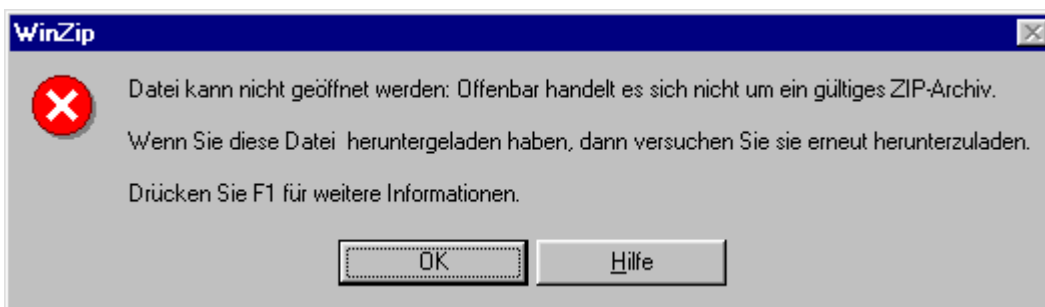 WinZip
Datei kann nicht geöffnet werden: Offenbar handelt es sich nicht um ein gültiges ZIP-Archiv.
Wenn Sie diese Datei  heruntergeladen haben, dann versuchen Sie sie erneut herunterzuladen.
Drücken Sie F1 für weitere Informationen.
OK
Hilfe